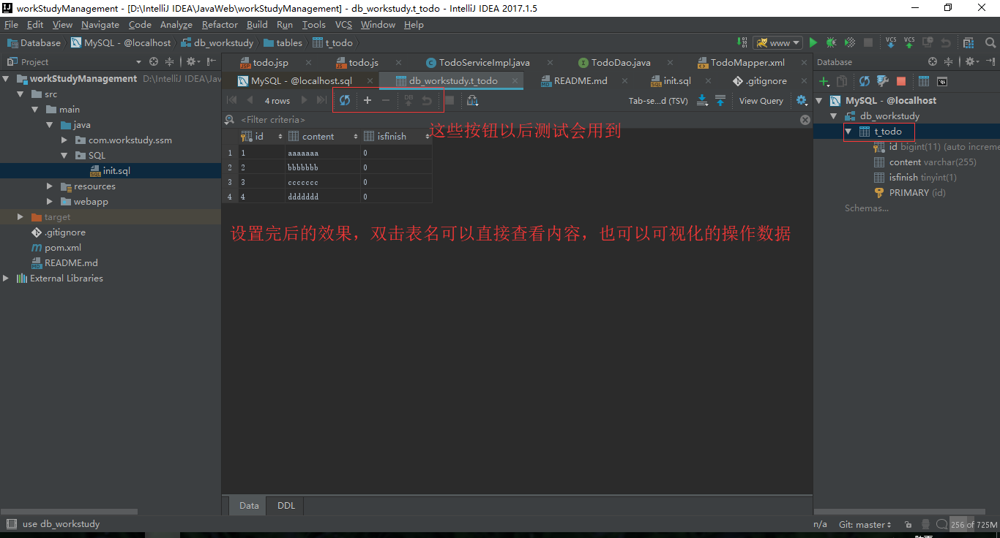 workStudyManagement - [D:\IntelliJ IDEA\JavaWeb\workStudyManagement] - db_workstudy.t_todo - IntelliJ IDEA 2017.1.5
File Edit View Navigate Code Analyze Refactor Build Run Tools VCS Window Help
Database MySQL - @localhost db_workstudy tables t_todo
www VCS VCS
Project
todo.jsp todo.js TodoServiceImpl.java TodoDao.java TodoMapper.xml
Database
MySQL - @localhost.sql db_workstudy.t_todo README.md init.sql .gitignore
4 rows DB Tab-se...d (TSV) View Query
<Filter criteria>
id content isfinish
这些按钮以后测试会用到
1 1 aaaaaaa 0
2 2 bbbbbbb 0
3 3 ccccccc 0
4 4 ddddddd 0
设置完后的效果，双击表名可以直接查看内容，也可以可视化的操作数据
workStudyManagement D:\IntelliJ IDEA\Jav
src
main
java
com.workstudy.ssm
SQL
init.sql
resources
webapp
target
.gitignore
pom.xml
README.md
External Libraries
MySQL - @localhost
db_workstudy
t_todo
id bigint(11) (auto increme
content varchar(255)
isfinish tinyint(1)
PRIMARY (id)
Schemas...
Data DDL
use db_workstudy
n/a Git: master 256 of 725M